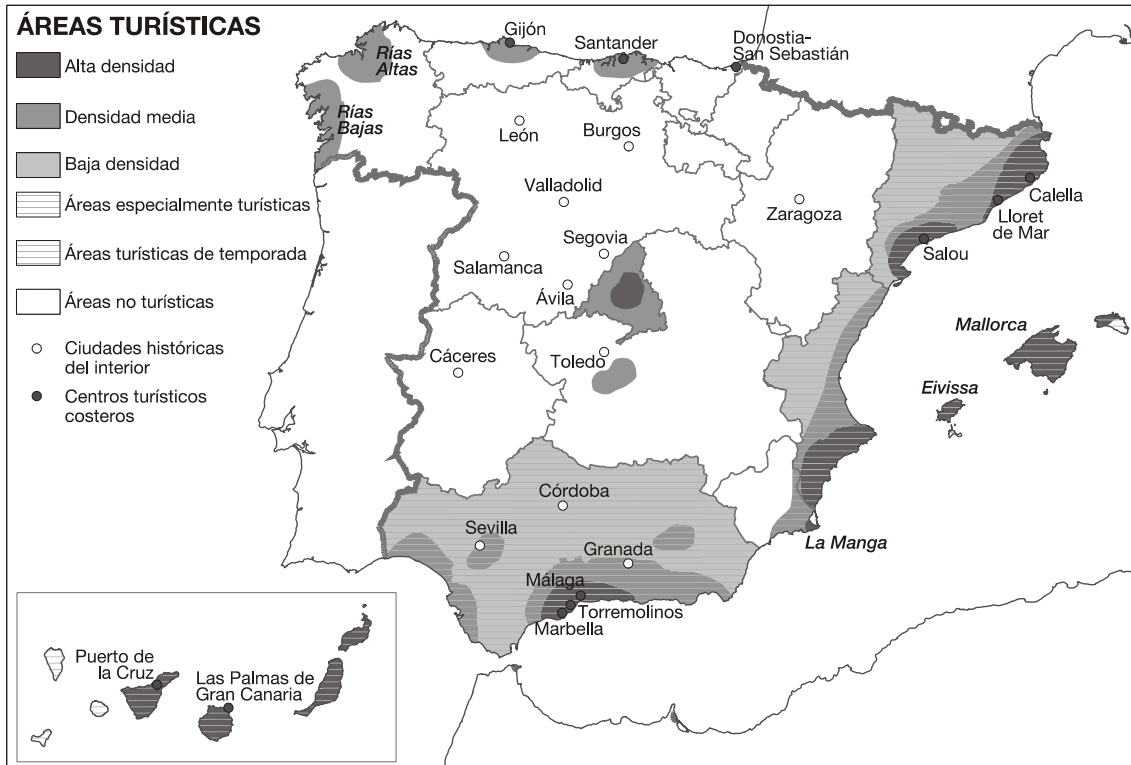 ÁREAS TURÍSTICAS
Alta densidad
Densidad media
Baja densidad
Áreas especialmente turísticas
Áreas turísticas de temporada
Áreas no turísticas
Ciudades históricas
del interior
Centros turísticos
costeros
Gijón
Santander
Donostia-
San Sebastián
Rías
Altas
Rías
Bajas
León
Burgos
Valladolid
Zaragoza
Calella
Lloret
de Mar
Salou
Segovia
Salamanca
Ávila
Mallorca
Cáceres
Toledo
Eivissa
Córdoba
Sevilla
Granada
La Manga
Málaga
Torremolinos
Marbella
Puerto de
la Cruz
Las Palmas de
Gran Canaria